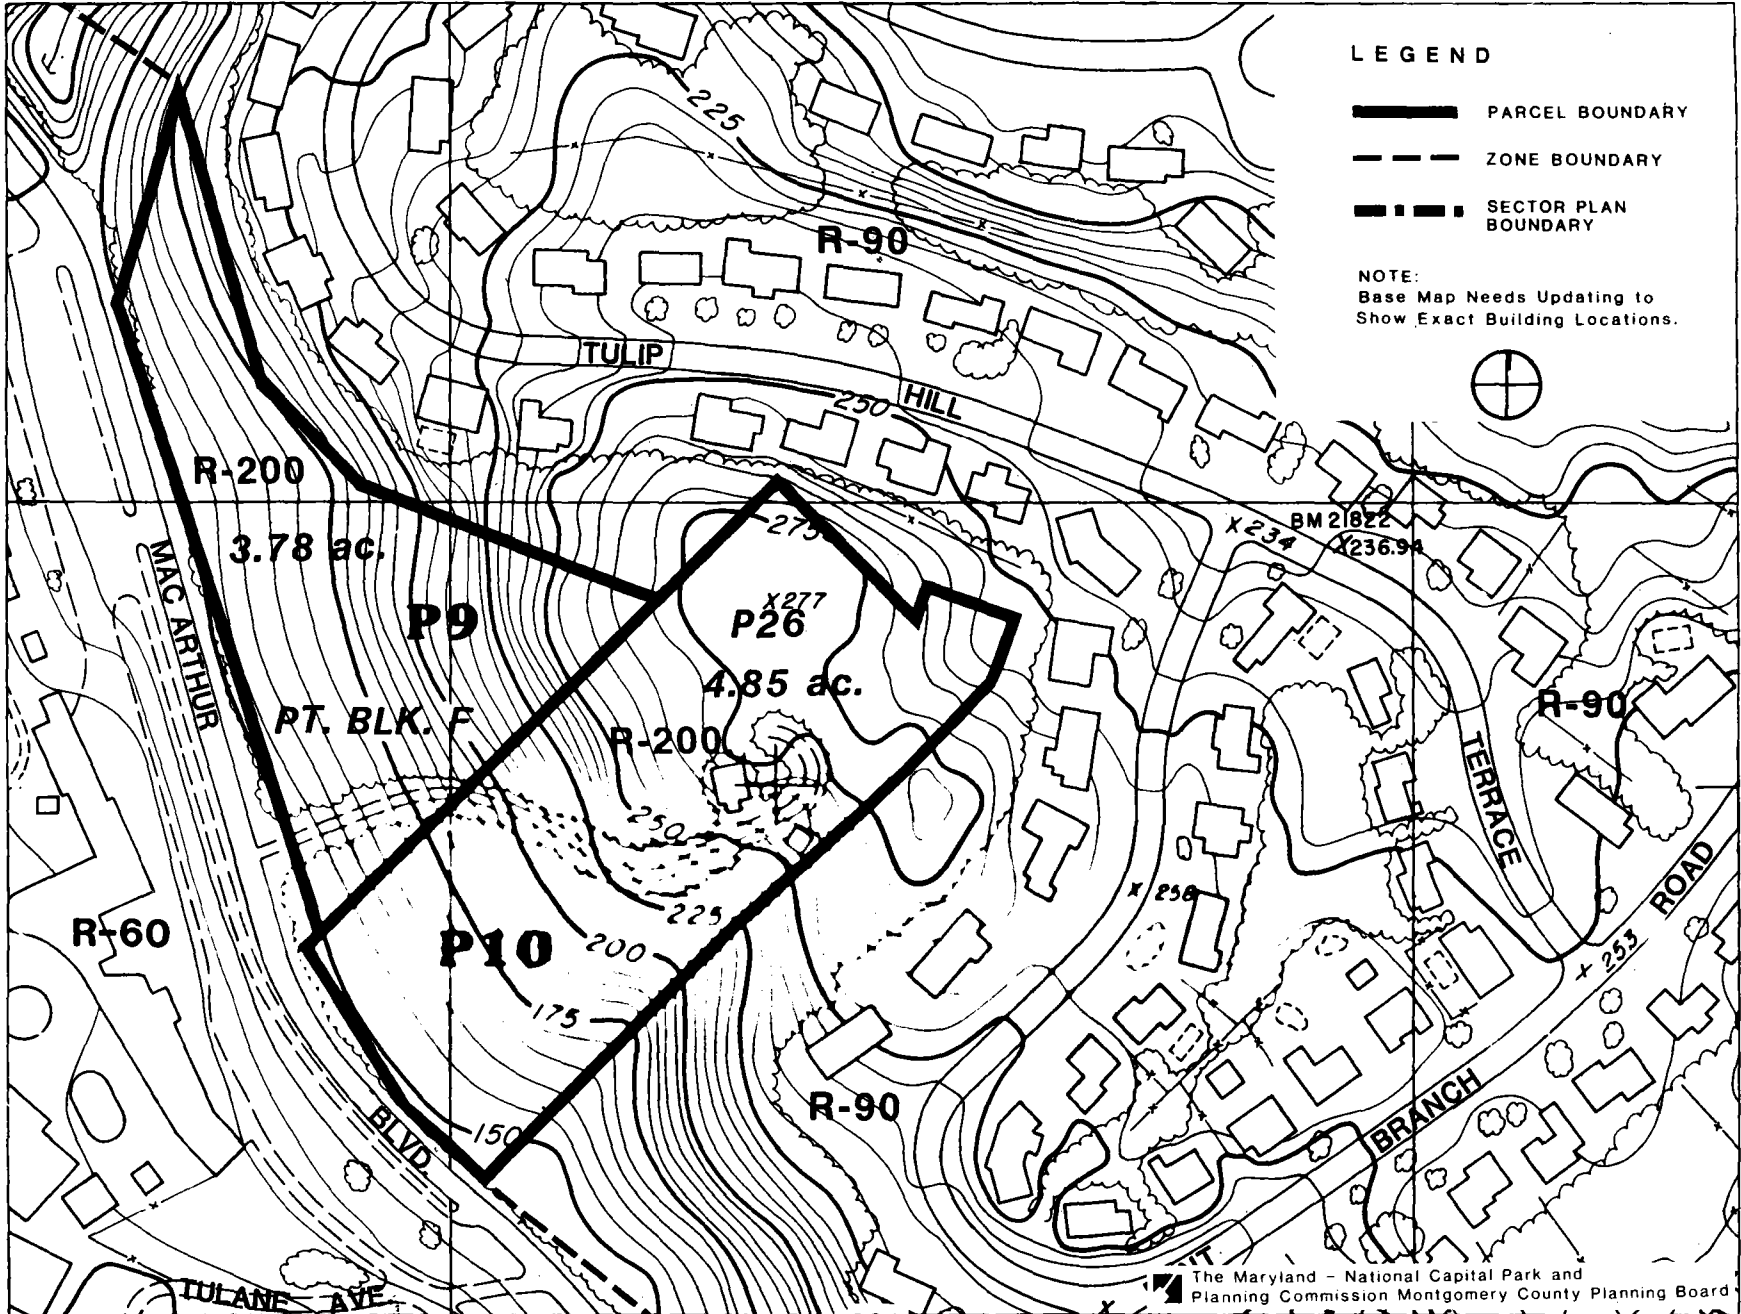 LEGEND
PARCEL BOUNDARY
ZONE BOUNDARY
SECTOR PLAN
BOUNDARY
NOTE:
Base Map Needs Updating to
Show Exact Building Locations.
225
R-90
TULIP
HILL
250
R-200
3.78 ac.
P9
PT. BLK. F
MAC ARTHUR
275
X277
P26
4.85 ac.
R-200
X 234
BM 21822
X236.94
R-90
TERRACE
ROAD
250
225
200
175
150
P10
R-60
X 258
X 253
R-90
BRANCH
BLVD.
TULANE AVE
The Maryland - National Capital Park and
Planning Commission Montgomery County Planning Board